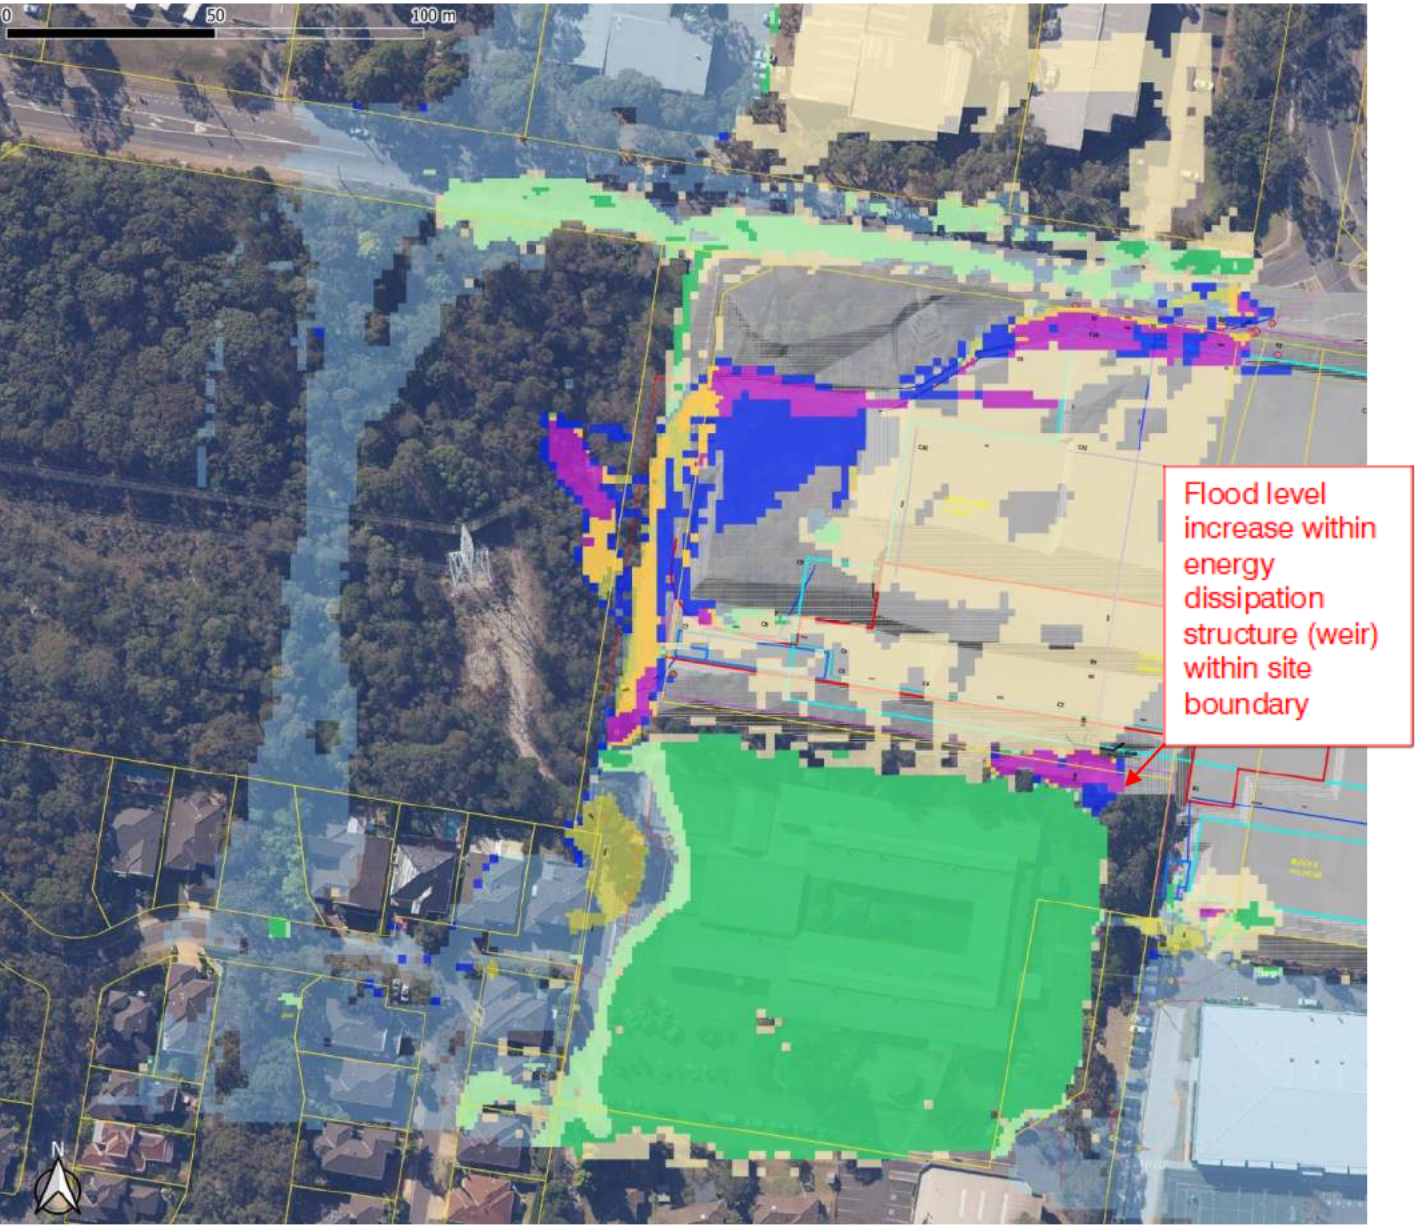 0 50 100 m
Flood level
increase within
energy
dissipation
structure (weir)
within site
boundary
N